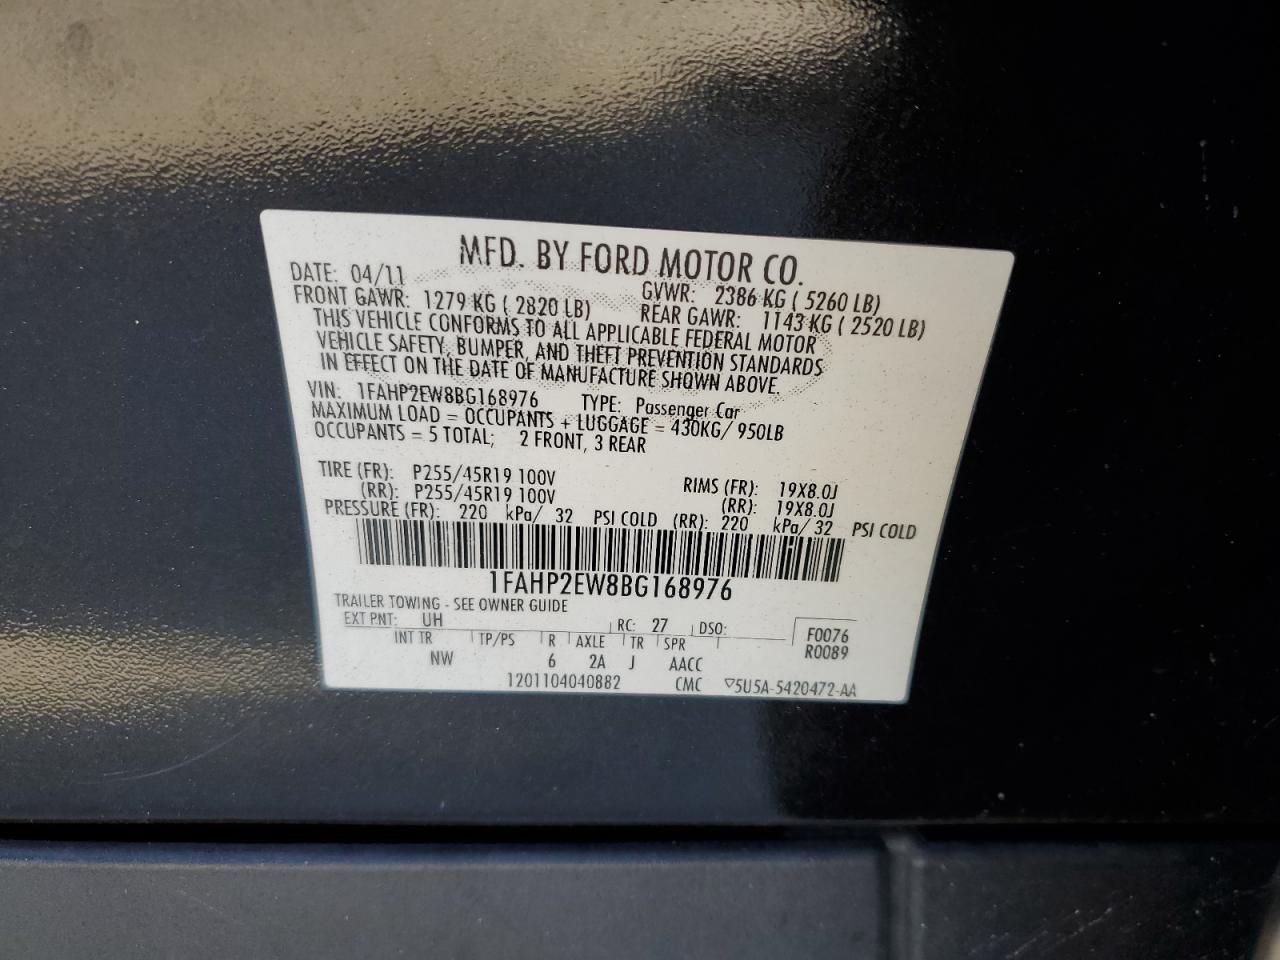 MFD. BY FORD MOTOR CO.
DATE: 04/11 GVWR: 2386 KG ( 5260 LB)
FRONT GAWR: 1279 KG ( 2820 LB) REAR GAWR: 1143 KG ( 2520 LB)
THIS VEHICLE CONFORMS TO ALL APPLICABLE FEDERAL MOTOR
VEHICLE SAFETY, BUMPER, AND THEFT PREVENTION STANDARDS
IN EFFECT ON THE DATE OF MANUFACTURE SHOWN ABOVE.
VIN: 1FAHP2EW8BG168976 TYPE: Passenger Car
MAXIMUM LOAD = OCCUPANTS + LUGGAGE = 430KG/ 950LB
OCCUPANTS = 5 TOTAL; 2 FRONT, 3 REAR
TIRE (FR): P255/45R19 100V RIMS (FR): 19X8.0J
(RR): P255/45R19 100V (RR): 19X8.0J
PRESSURE (FR): 220 kPa/ 32 PSI COLD (RR): 220 kPa/ 32 PSI COLD
1FAHP2EW8BG168976
TRAILER TOWING - SEE OWNER GUIDE
EXT PNT: UH RC: 27 DSO: F0076
INT TR TP/PS R AXLE TR SPR R0089
NW 6 2A J AACC
1201104040882 CMC ▽5U5A-5420472-AA